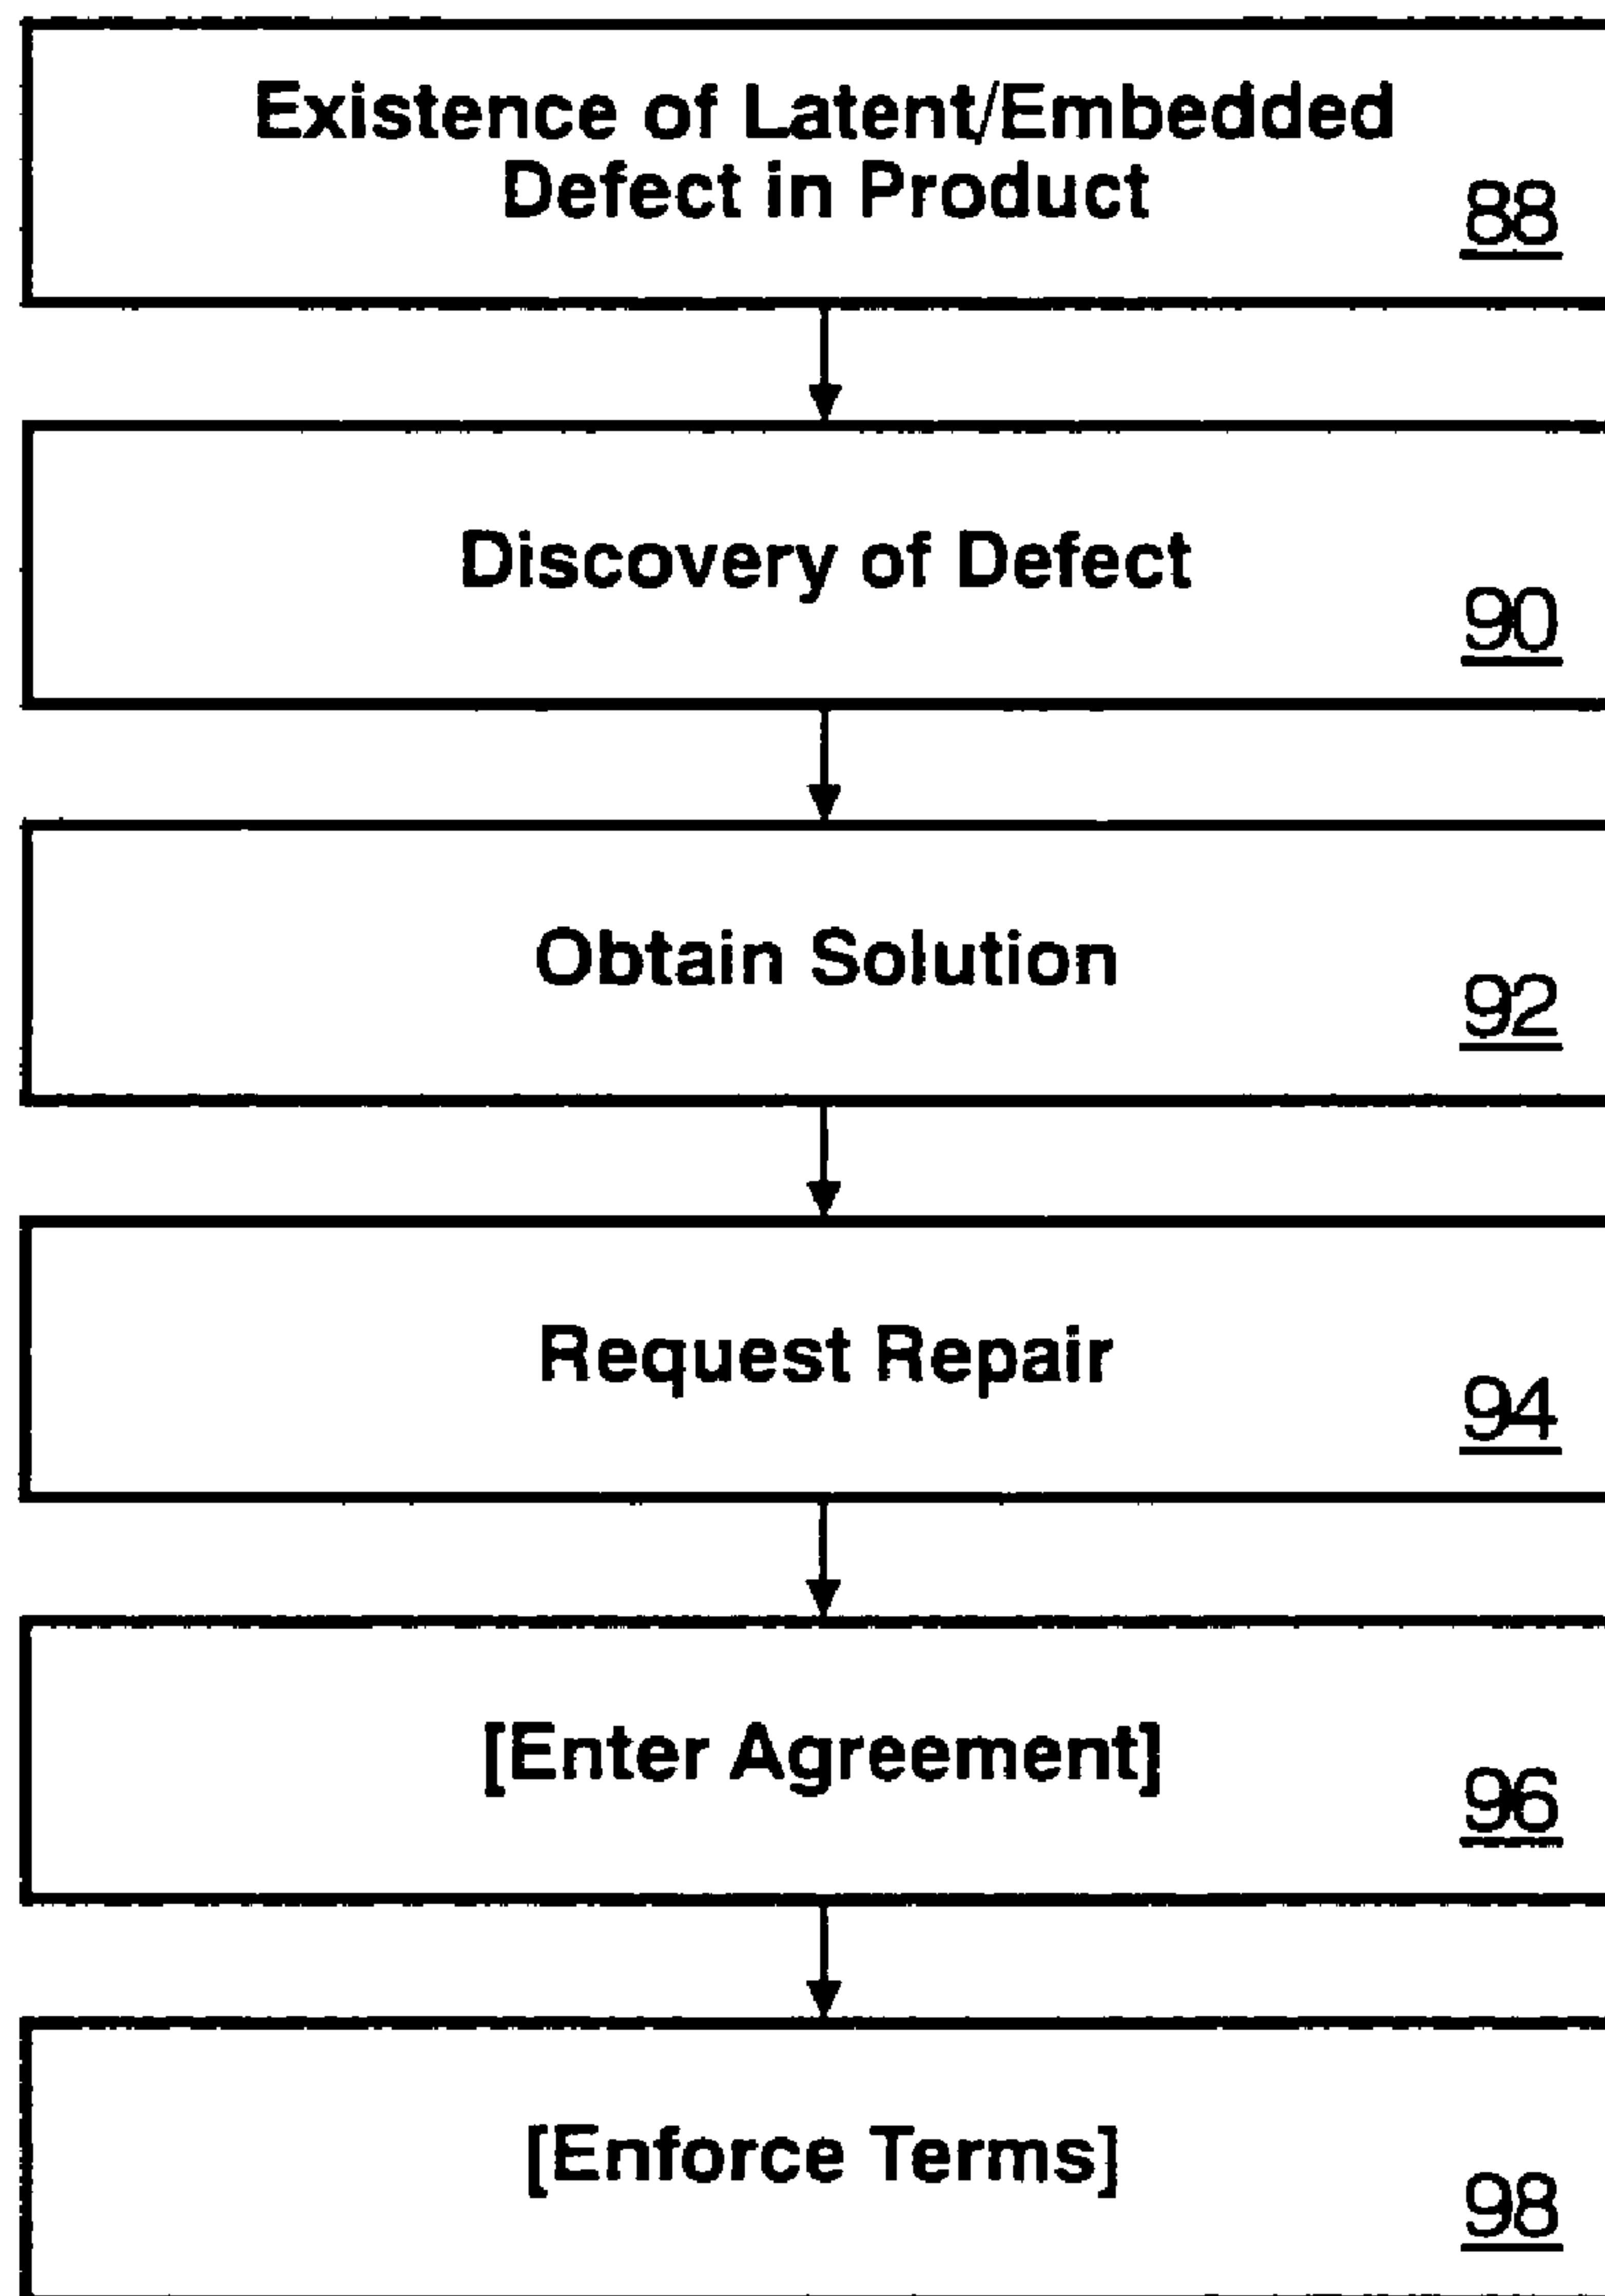 Existence of Latent/Embedded
Defect in Product
88
Discovery of Defect
90
Obtain Solution
92
Request Repair
94
[Enter Agreement]
96
[Enforce Terms]
98